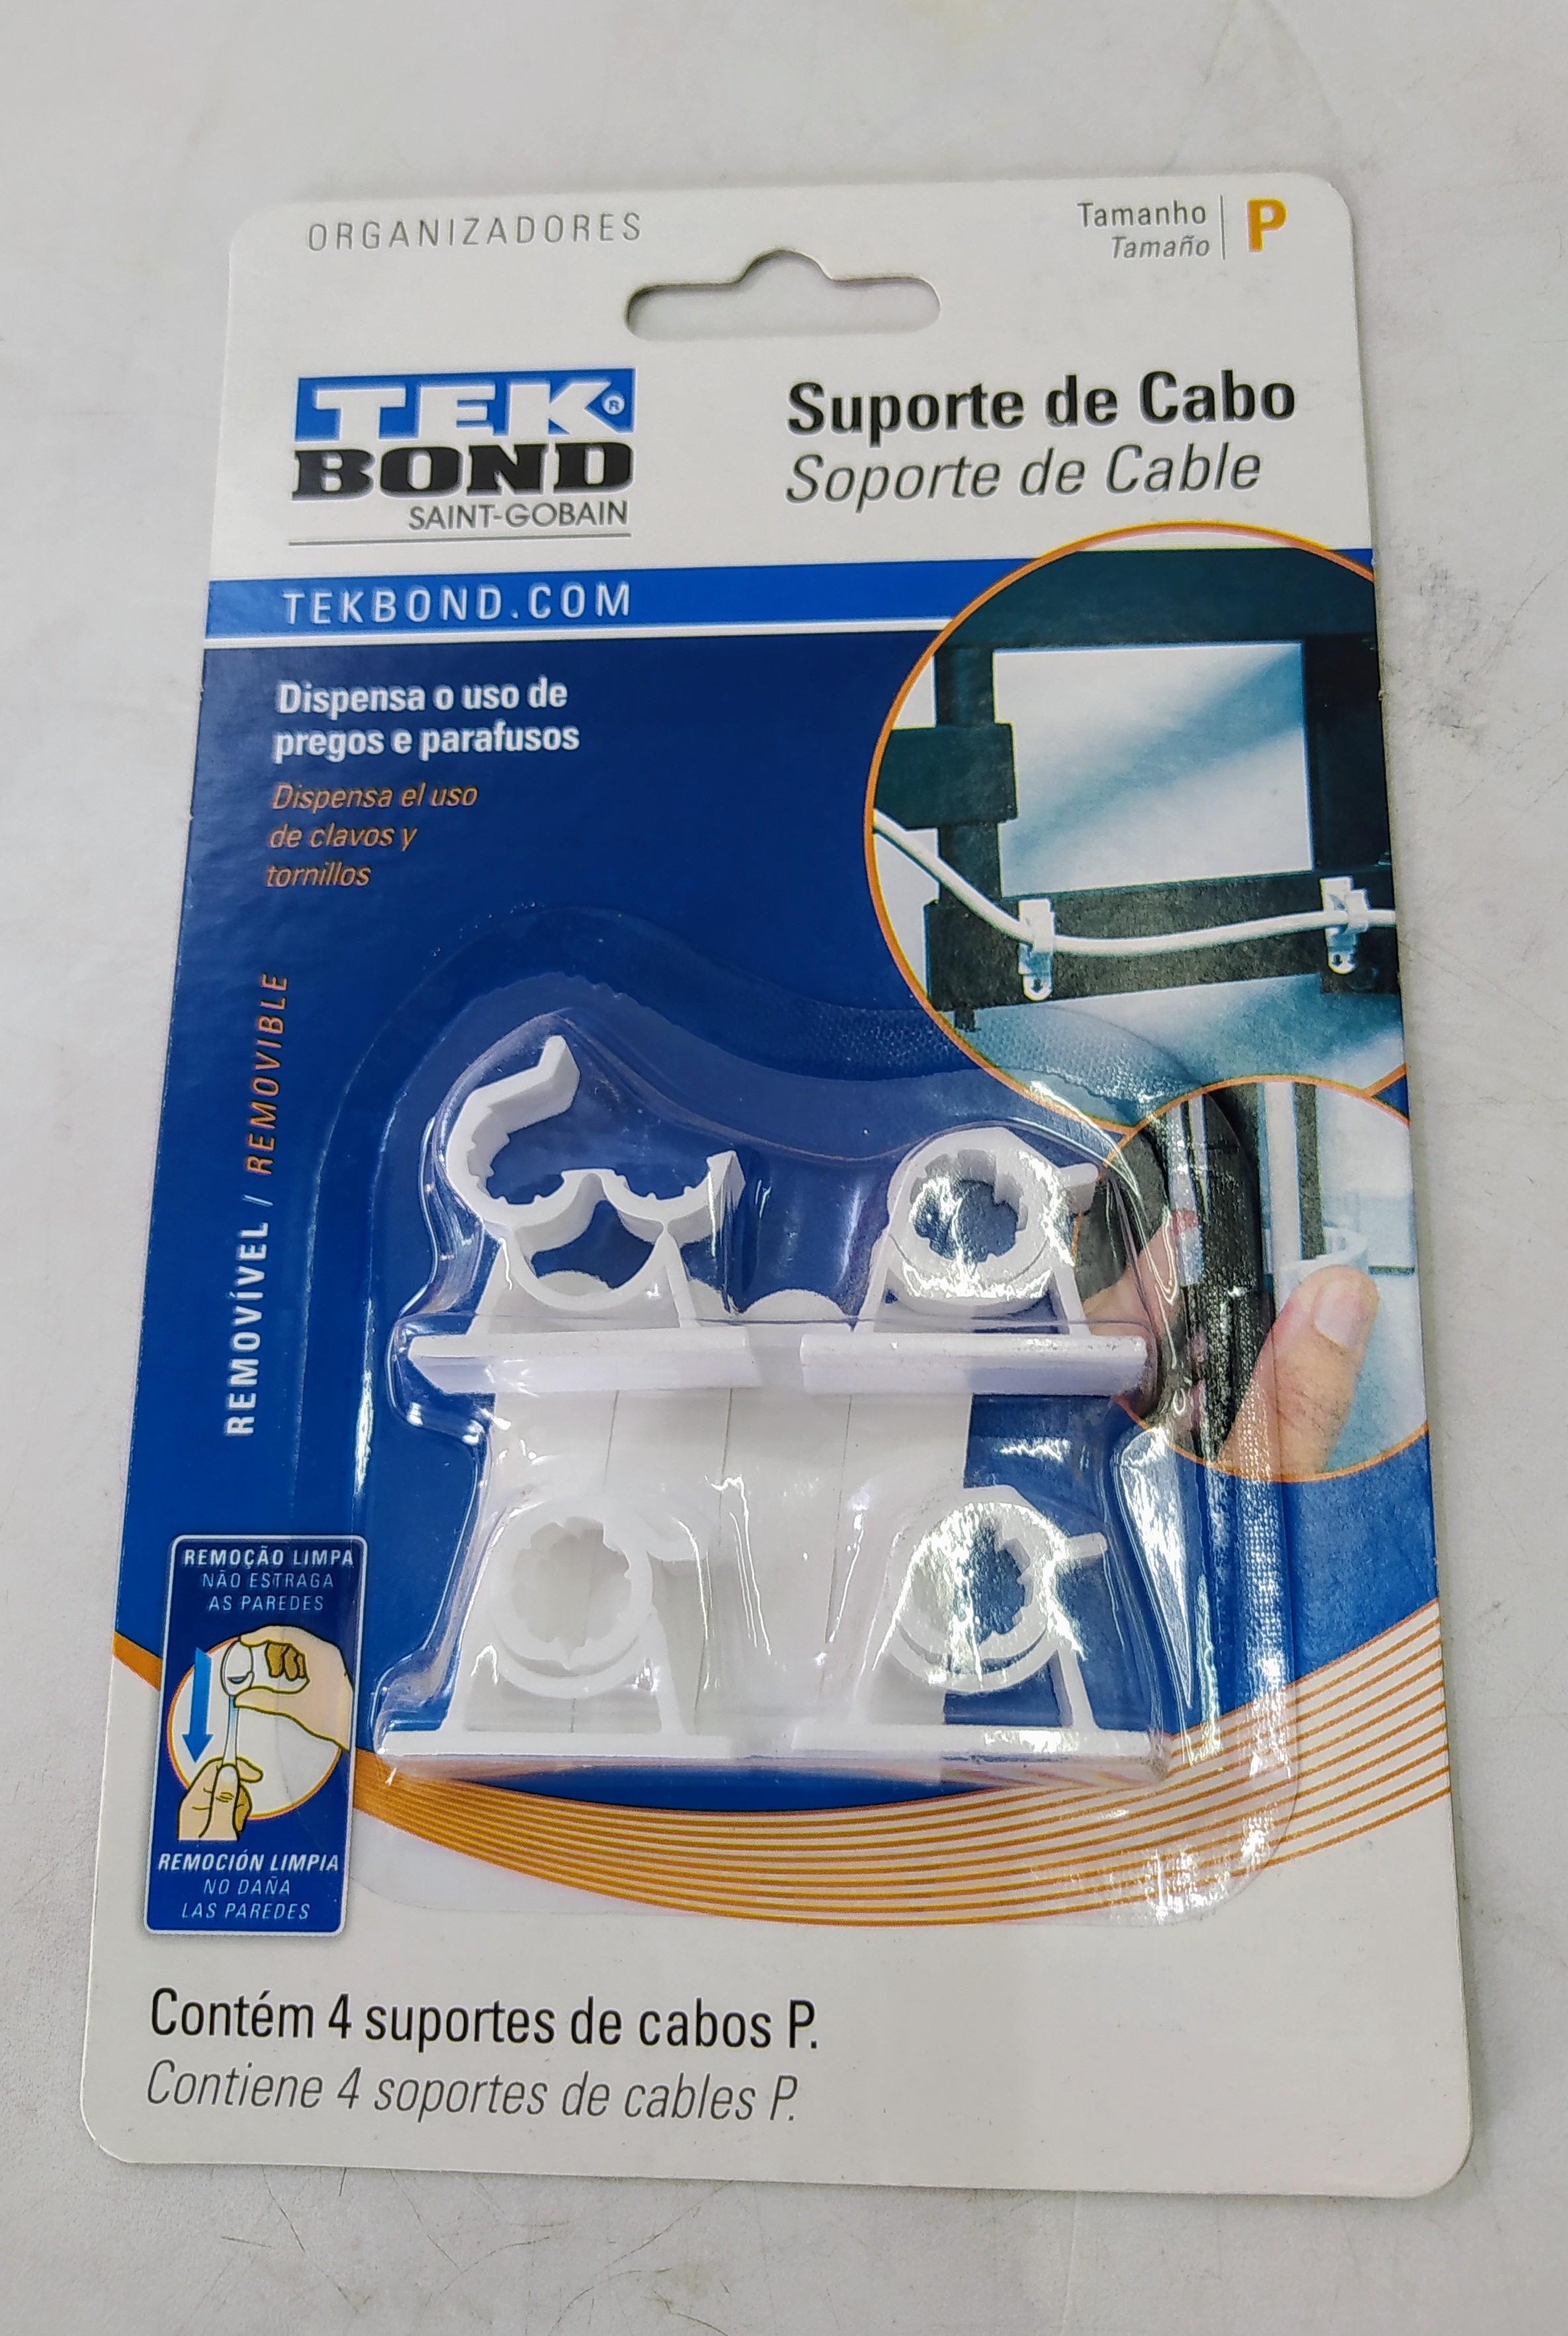 ORGANIZADORES
Tamanho
Tamaño
P
TEK®
BOND
SAINT-GOBAIN
Suporte de Cabo
Soporte de Cable
TEKBOND.COM
Dispensa o uso de
pregos e parafusos
Dispensa el uso
de clavos y
tornillos
REMOVÍVEL / REMOVIBLE
REMOÇÃO LIMPA
NÃO ESTRAGA
AS PAREDES
REMOCIÓN LIMPIA
NO DAÑA
LAS PAREDES
Contém 4 suportes de cabos P.
Contiene 4 soportes de cables P.